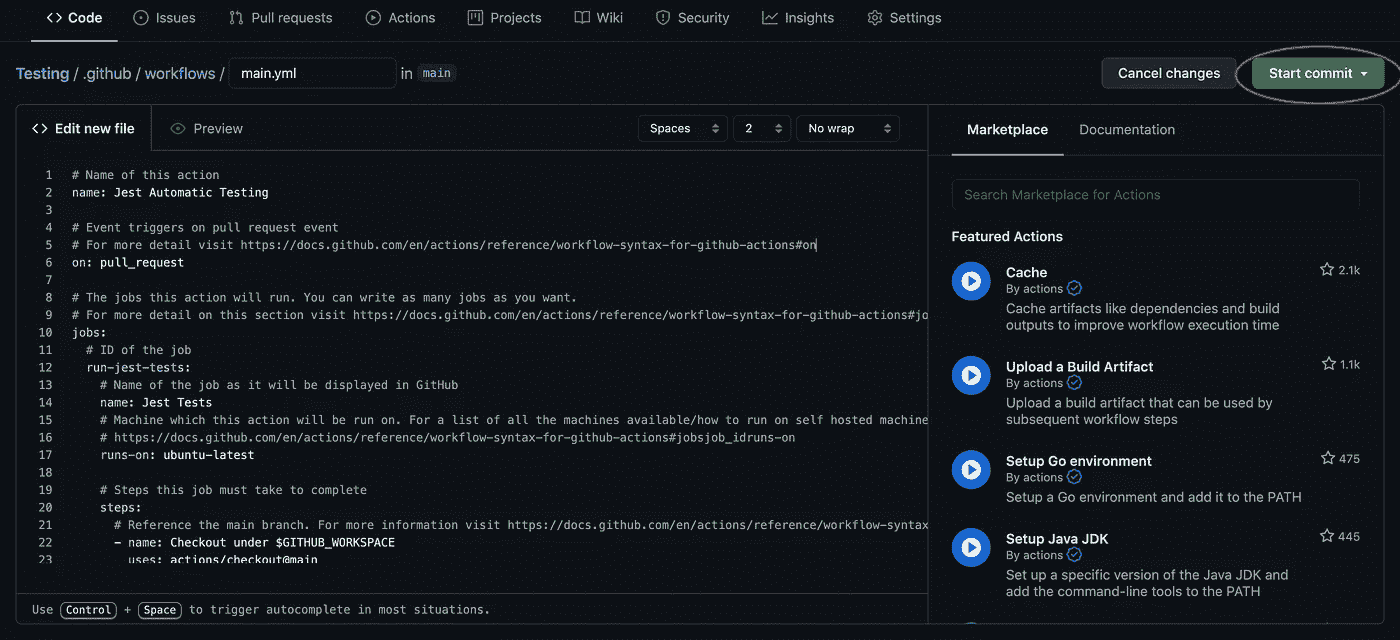 Code Issues Pull requests Actions Projects Wiki Security Insights Settings
Testing / .github / workflows / main.yml in main
Cancel changes Start commit
Edit new file Preview
Spaces 2 No wrap
1 # Name of this action
2 name: Jest Automatic Testing
3
4 # Event triggers on pull request event
5 # For more detail visit https://docs.github.com/en/actions/reference/workflow-syntax-for-github-actions#on
6 on: pull_request
7
8 # The jobs this action will run. You can write as many jobs as you want.
9 # For more detail on this section visit https://docs.github.com/en/actions/reference/workflow-syntax-for-github-actions#jo
10 jobs:
11 # ID of the job
12 run-jest-tests:
13 # Name of the job as it will be displayed in GitHub
14 name: Jest Tests
15 # Machine which this action will be run on. For a list of all the machines available/how to run on self hosted machine
16 # https://docs.github.com/en/actions/reference/workflow-syntax-for-github-actions#jobsjob_idruns-on
17 runs-on: ubuntu-latest
18
19 # Steps this job must take to complete
20 steps:
21 # Reference the main branch. For more information visit https://docs.github.com/en/actions/reference/workflow-syntax
22 - name: Checkout under $GITHUB_WORKSPACE
23 uses: actions/checkout@main
Use Control + Space to trigger autocomplete in most situations.
Marketplace Documentation
Search Marketplace for Actions
Featured Actions
Cache 2.1k
By actions
Cache artifacts like dependencies and build
outputs to improve workflow execution time
Upload a Build Artifact 1.1k
By actions
Upload a build artifact that can be used by
subsequent workflow steps
Setup Go environment 475
By actions
Setup a Go environment and add it to the PATH
Setup Java JDK 445
By actions
Set up a specific version of the Java JDK and
add the command-line tools to the PATH